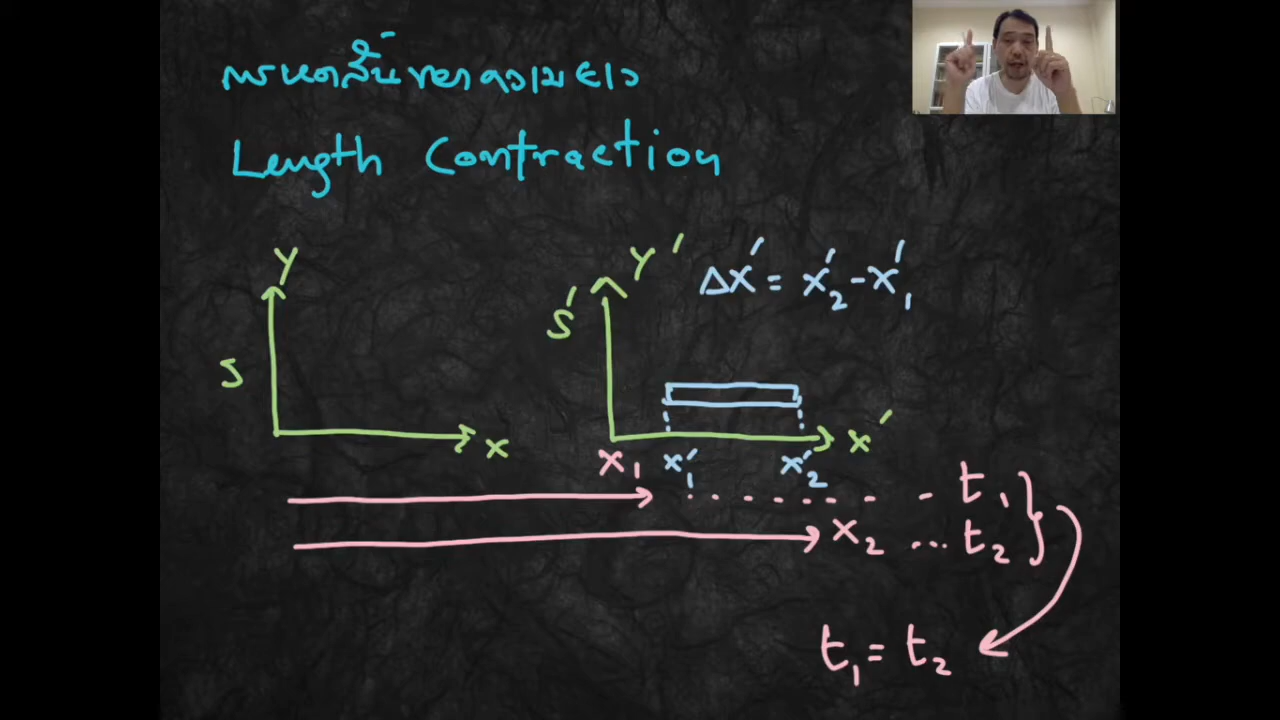 การหดสั้นของความยาว
Length Contraction
y
S
x
y'
S'
Δx' = x'₂ - x'₁
x'
x₁ x'₁ x'₂
t₁
x₂ ... t₂
t₁ = t₂